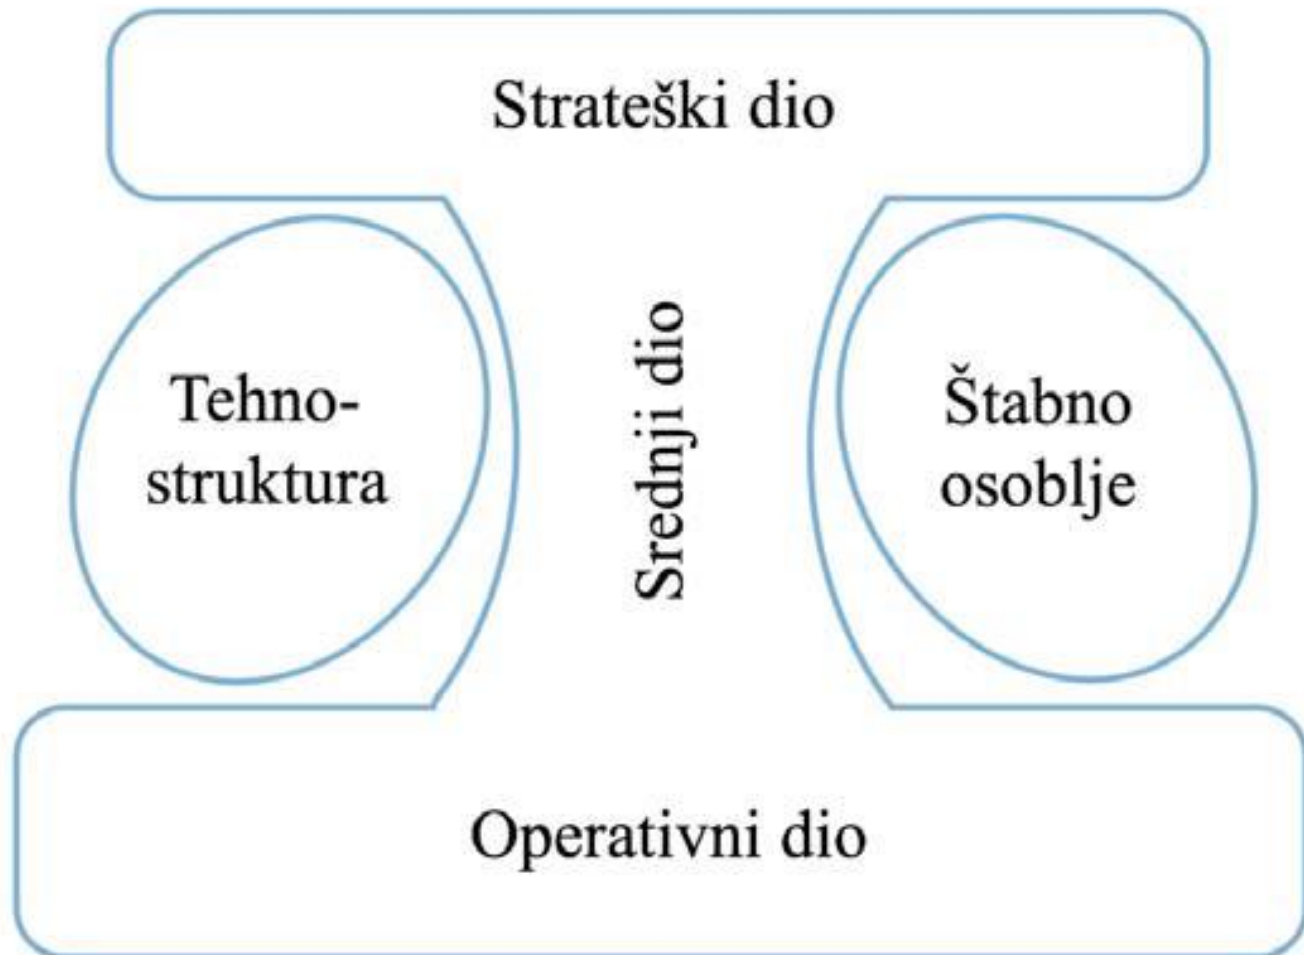 Strateški dio
Tehno-
struktura
Srednji dio
Štabno
osoblje
Operativni dio